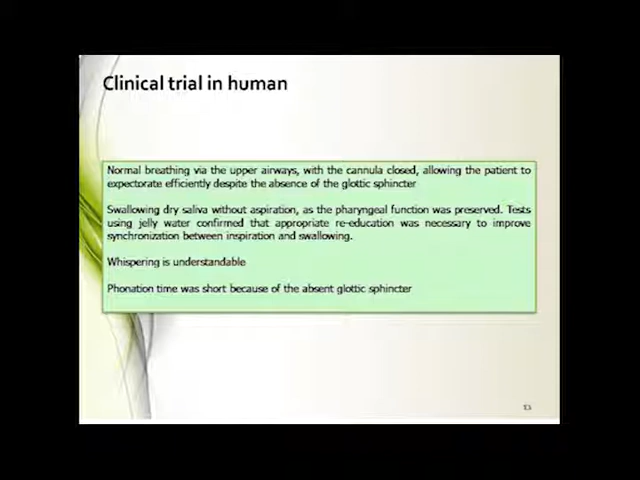 Clinical trial in human
Normal breathing via the upper airways, with the cannula closed, allowing the patient to
expectorate efficiently despite the absence of the glottic sphincter
Swallowing dry saliva without aspiration, as the pharyngeal function was preserved. Tests
using jelly water confirmed that appropriate re-education was necessary to improve
synchronization between inspiration and swallowing.
Whispering is understandable
Phonation time was short because of the absent glottic sphincter
13